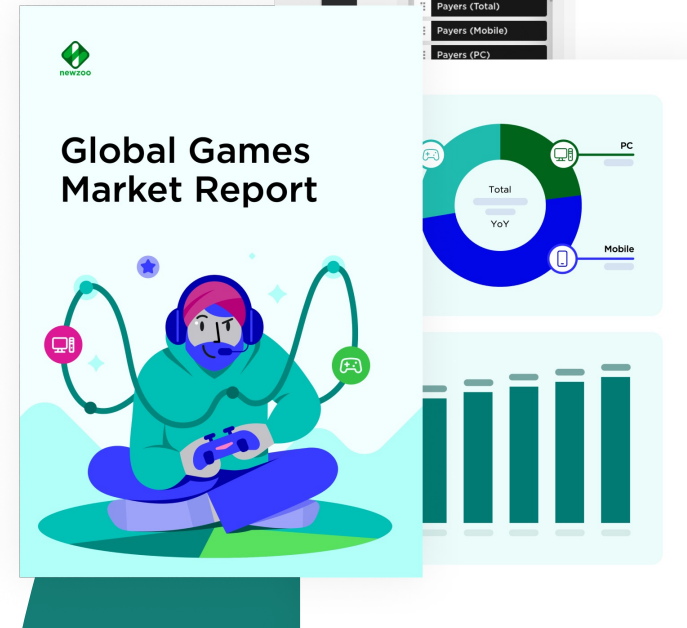 Payers (Total)
Payers (Mobile)
Payers (PC)
newzoo
Global Games
Market Report
PC
Total
YoY
Mobile